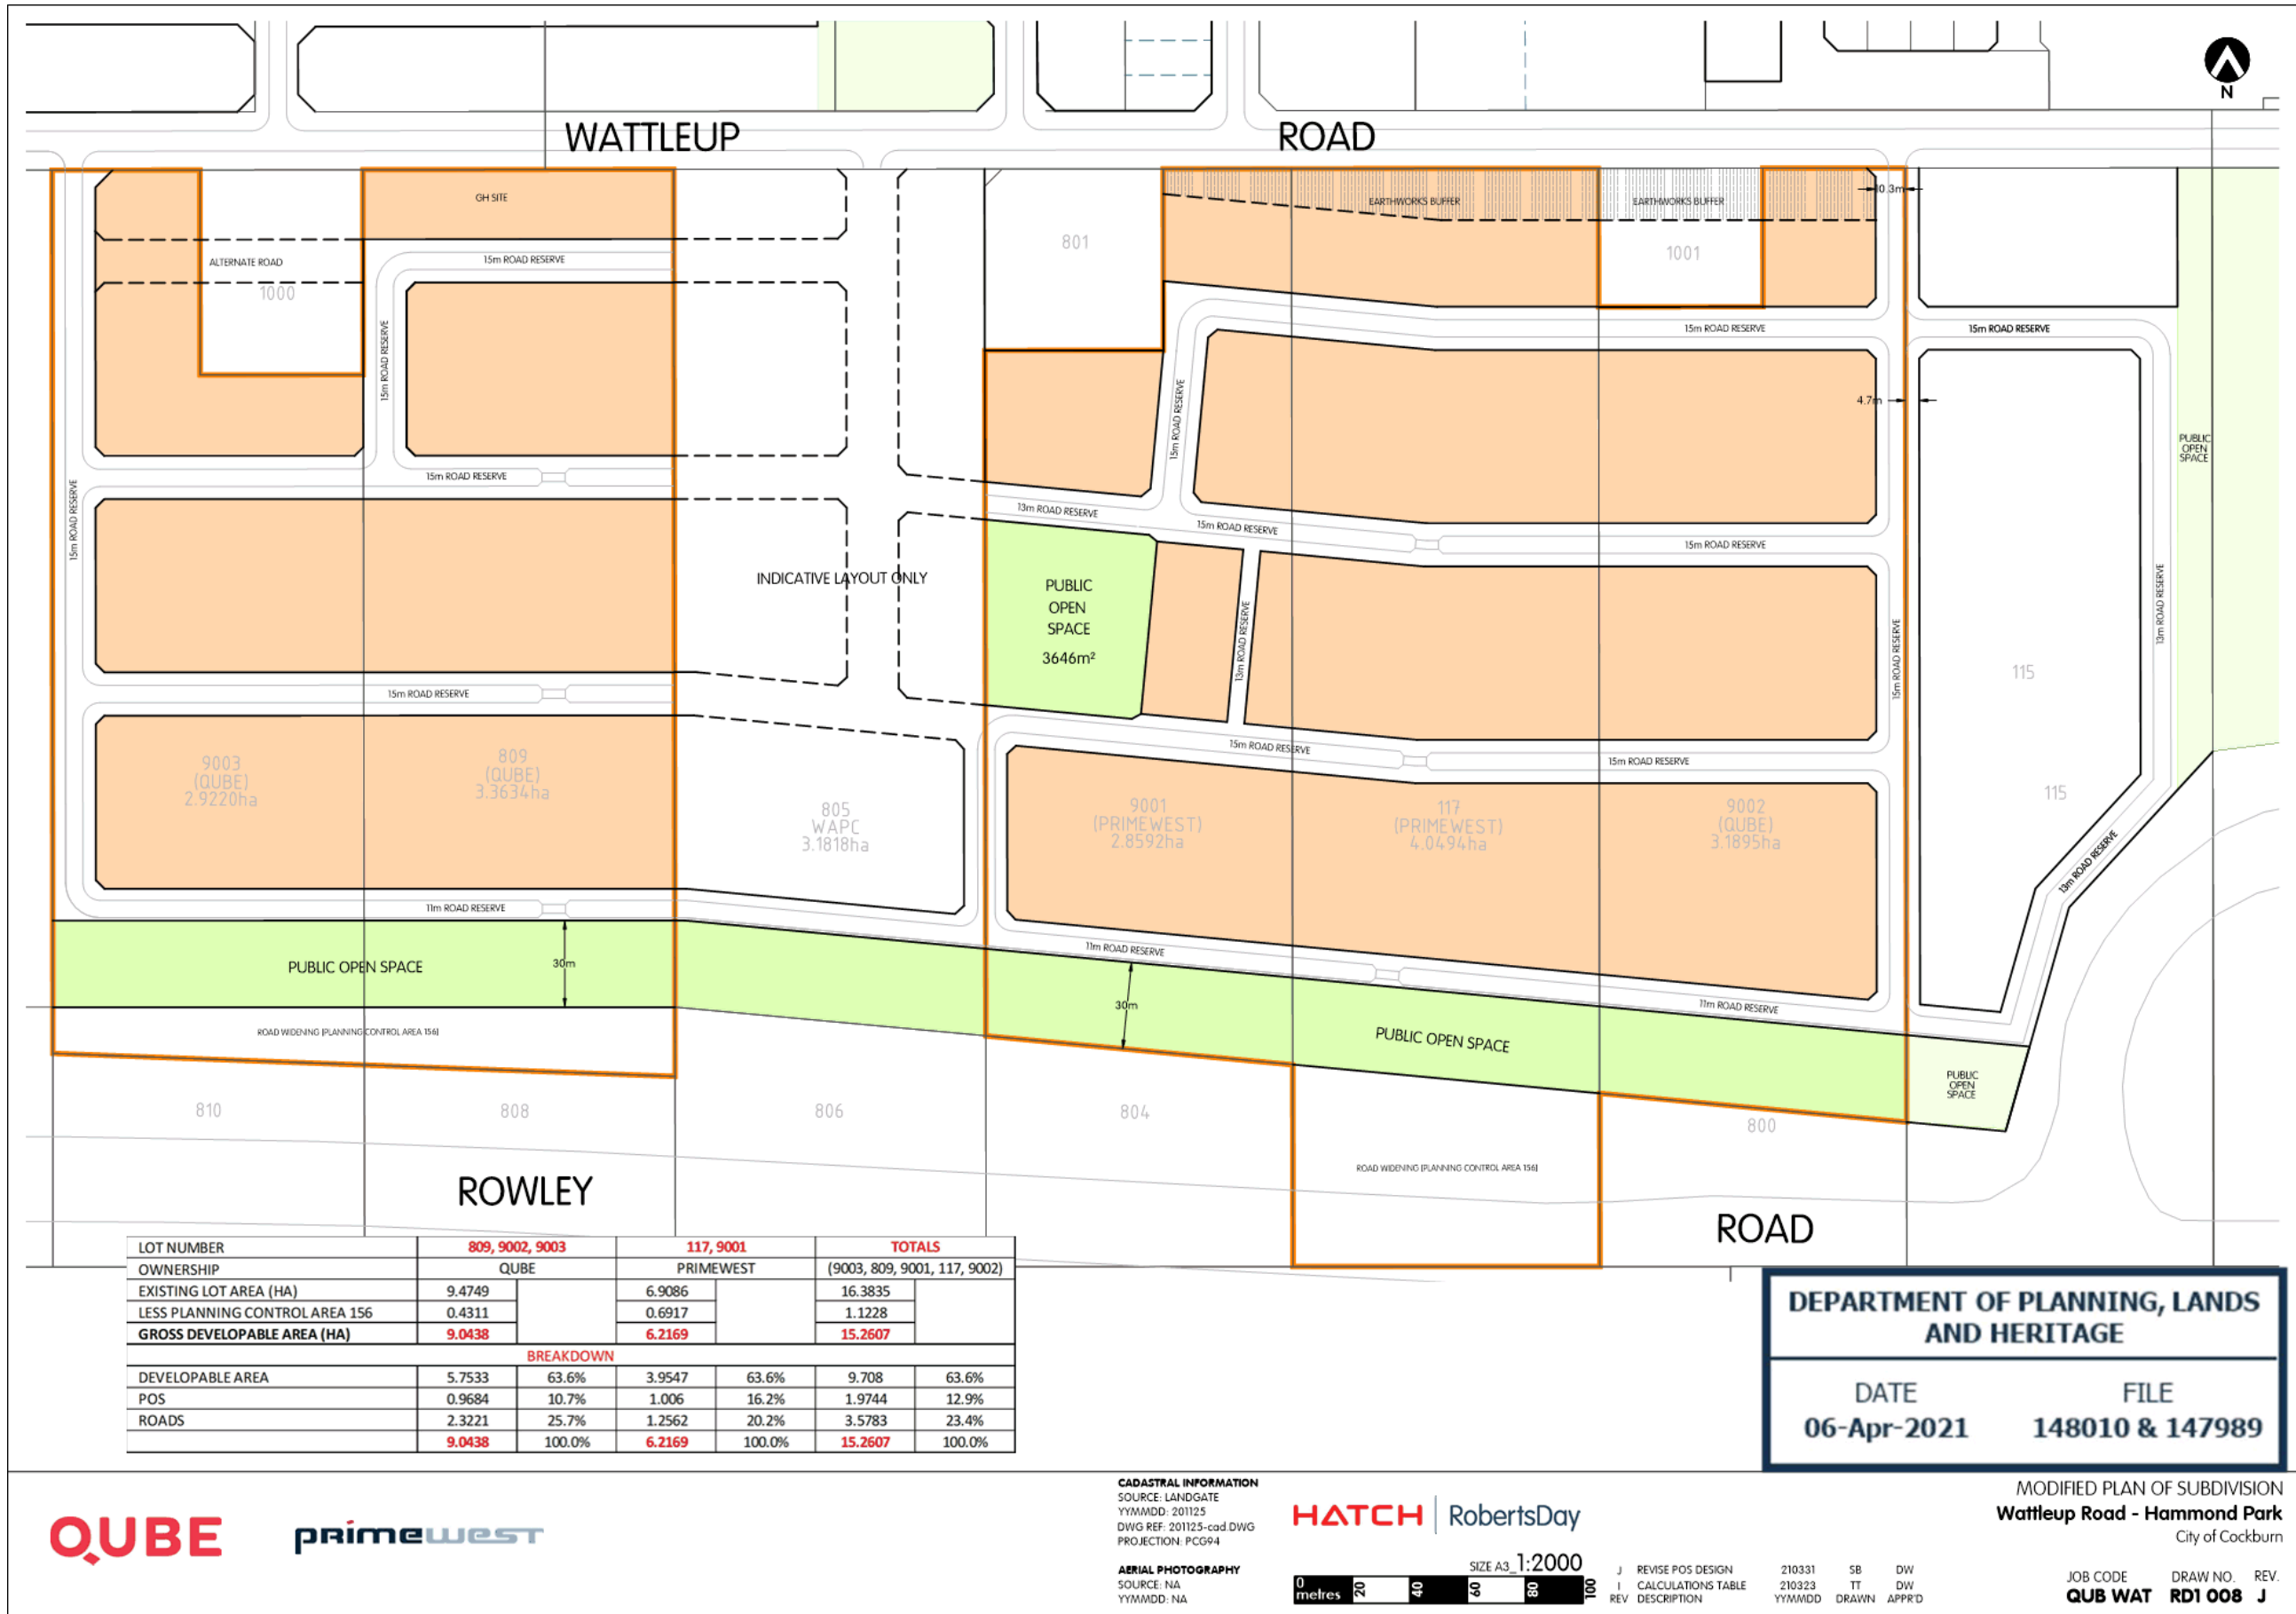 N
WATTLEUP ROAD
GH SITE
EARTHWORKS BUFFER
EARTHWORKS BUFFER
10.3m
801
1001
ALTERNATE ROAD
1000
15m ROAD RESERVE
15m ROAD RESERVE
15m ROAD RESERVE
15m ROAD RESERVE
15m ROAD RESERVE
15m ROAD RESERVE
4.7m
PUBLIC
OPEN
SPACE
15m ROAD RESERVE
15m ROAD RESERVE
13m ROAD RESERVE
15m ROAD RESERVE
15m ROAD RESERVE
INDICATIVE LAYOUT ONLY
PUBLIC
OPEN
SPACE
3646m²
13m ROAD RESERVE
15m ROAD RESERVE
13m ROAD RESERVE
115
15m ROAD RESERVE
15m ROAD RESERVE
15m ROAD RESERVE
9003
(QUBE)
2.9220ha
809
(QUBE)
3.3634ha
805
WAPC
3.1818ha
9001
(PRIMEWEST)
2.8592ha
117
(PRIMEWEST)
4.0494ha
9002
(QUBE)
3.1895ha
115
13m ROAD RESERVE
11m ROAD RESERVE
11m ROAD RESERVE
11m ROAD RESERVE
PUBLIC OPEN SPACE
30m
30m
PUBLIC OPEN SPACE
PUBLIC
OPEN
SPACE
ROAD WIDENING (PLANNING CONTROL AREA 156)
810
808
806
804
800
ROAD WIDENING (PLANNING CONTROL AREA 156)
ROWLEY ROAD
LOT NUMBER 809, 9002, 9003 117, 9001 TOTALS
OWNERSHIP QUBE PRIMEWEST (9003, 809, 9001, 117, 9002)
EXISTING LOT AREA (HA) 9.4749 6.9086 16.3835
LESS PLANNING CONTROL AREA 156 0.4311 0.6917 1.1228
GROSS DEVELOPABLE AREA (HA) 9.0438 6.2169 15.2607
BREAKDOWN
DEVELOPABLE AREA 5.7533 63.6% 3.9547 63.6% 9.708 63.6%
POS 0.9684 10.7% 1.006 16.2% 1.9744 12.9%
ROADS 2.3221 25.7% 1.2562 20.2% 3.5783 23.4%
9.0438 100.0% 6.2169 100.0% 15.2607 100.0%
DEPARTMENT OF PLANNING, LANDS
AND HERITAGE
DATE FILE
06-Apr-2021 148010 & 147989
QUBE
primewest
CADASTRAL INFORMATION
SOURCE: LANDGATE
YYMMDD: 201125
DWG REF: 201125-cad.DWG
PROJECTION: PCG94
AERIAL PHOTOGRAPHY
SOURCE: NA
YYMMDD: NA
HATCH | RobertsDay
SIZE A3 1:2000
0 metres 20 40 60 80 100
J REVISE POS DESIGN 210331 SB DW
I CALCULATIONS TABLE 210323 TT DW
REV DESCRIPTION YYMMDD DRAWN APPR'D
MODIFIED PLAN OF SUBDIVISION
Wattleup Road - Hammond Park
City of Cockburn
JOB CODE DRAW NO. REV.
QUB WAT RD1 008 J